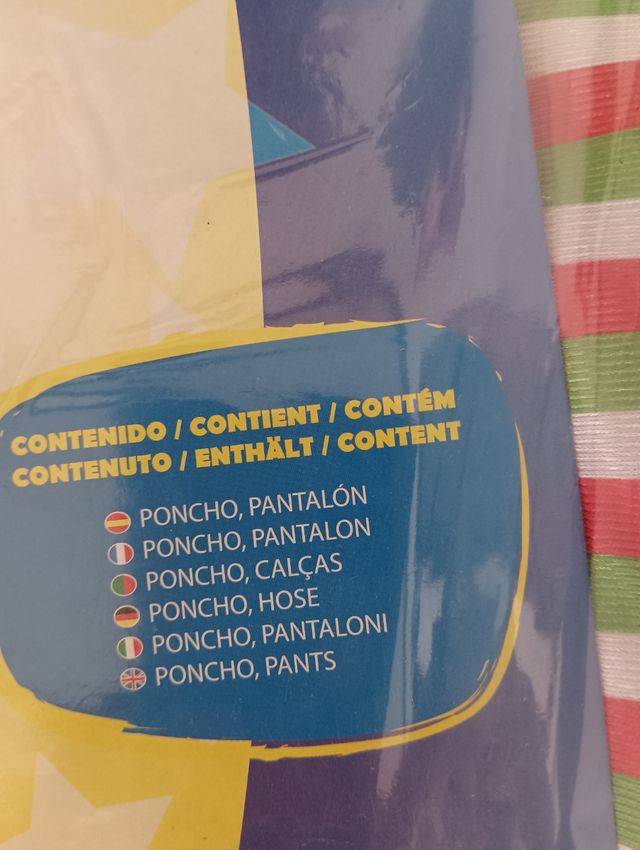 CONTENIDO / CONTIENT / CONTÉM
CONTENUTO / ENTHÄLT / CONTENT
PONCHO, PANTALÓN
PONCHO, PANTALON
PONCHO, CALÇAS
PONCHO, HOSE
PONCHO, PANTALONI
PONCHO, PANTS